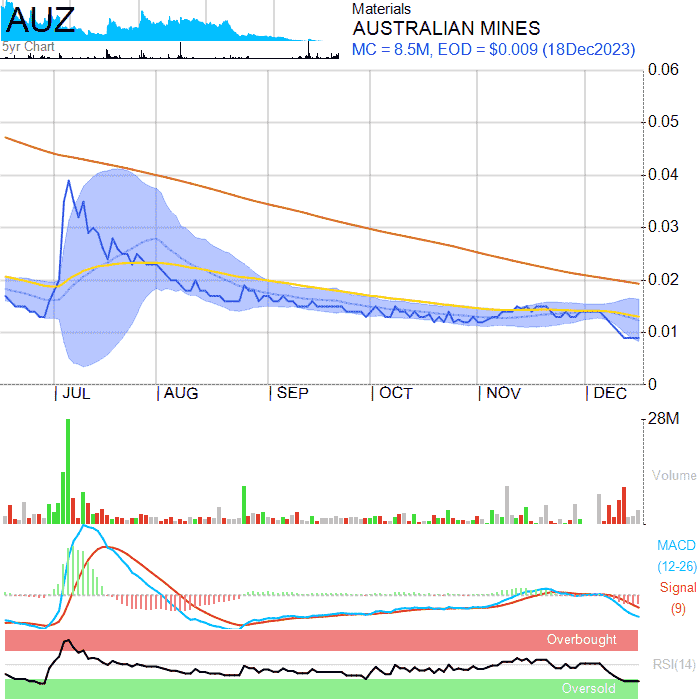 AUZ
5yr Chart
Materials
AUSTRALIAN MINES
MC = 8.5M, EOD = $0.009 (18Dec2023)
0.06
0.05
0.04
0.03
0.02
0.01
0
JUL AUG SEP OCT NOV DEC
28M
Volume
MACD
(12-26)
Signal
(9)
Overbought
RSI(14)
Oversold